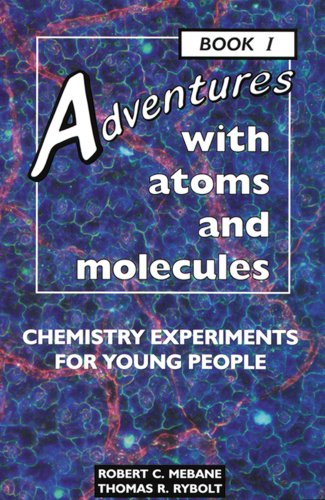 BOOK I
Adventures
with
atoms
and
molecules
CHEMISTRY EXPERIMENTS
FOR YOUNG PEOPLE
ROBERT C. MEBANE
THOMAS R. RYBOLT